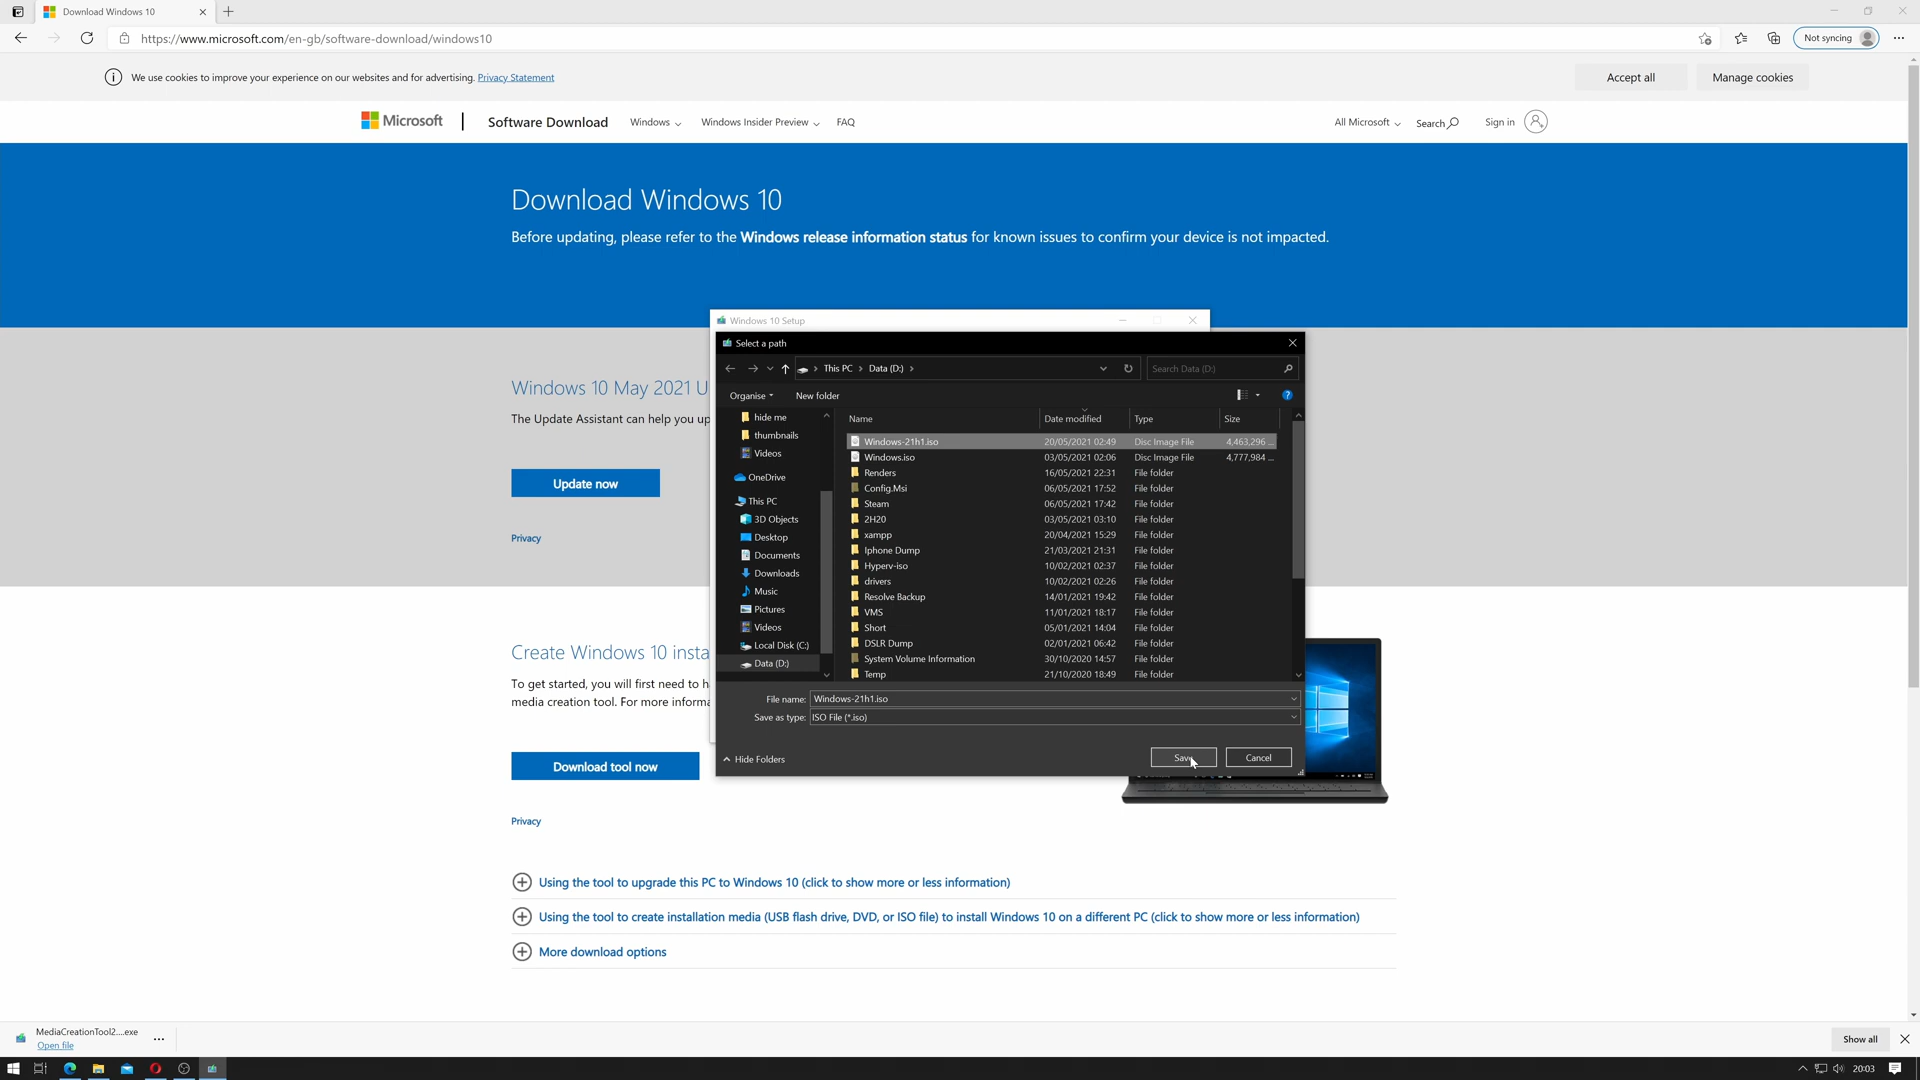 Download Windows 10
https://www.microsoft.com/en-gb/software-download/windows10
Not syncing
We use cookies to improve your experience on our websites and for advertising. Privacy Statement
Accept all
Manage cookies
Microsoft
Software Download
Windows
Windows Insider Preview
FAQ
All Microsoft
Search
Sign in
Download Windows 10
Before updating, please refer to the Windows release information status for known issues to confirm your device is not impacted.
Windows 10 May 2021 U
The Update Assistant can help you up
Update now
Privacy
Create Windows 10 insta
To get started, you will first need to h
media creation tool. For more informa
Download tool now
Privacy
Windows 10 Setup
Select a path
This PC
Data (D:)
Search Data (D:)
Organise
New folder
hide me
thumbnails
Videos
OneDrive
This PC
3D Objects
Desktop
Documents
Downloads
Music
Pictures
Videos
Local Disk (C:)
Data (D:)
Name Date modified Type Size
Windows-21h1.iso 20/05/2021 02:49 Disc Image File 4,463,296 ...
Windows.iso 03/05/2021 02:06 Disc Image File 4,777,984 ...
Renders 16/05/2021 22:31 File folder
Config.Msi 06/05/2021 17:52 File folder
Steam 06/05/2021 17:42 File folder
2H20 03/05/2021 03:10 File folder
xampp 20/04/2021 15:29 File folder
Iphone Dump 21/03/2021 21:31 File folder
Hyperv-iso 10/02/2021 02:37 File folder
drivers 10/02/2021 02:26 File folder
Resolve Backup 14/01/2021 19:42 File folder
VMS 11/01/2021 18:17 File folder
Short 05/01/2021 14:04 File folder
DSLR Dump 02/01/2021 06:42 File folder
System Volume Information 30/10/2020 14:57 File folder
Temp 21/10/2020 18:49 File folder
File name: Windows-21h1.iso
Save as type: ISO File (*.iso)
Hide Folders
Save
Cancel
Using the tool to upgrade this PC to Windows 10 (click to show more or less information)
Using the tool to create installation media (USB flash drive, DVD, or ISO file) to install Windows 10 on a different PC (click to show more or less information)
More download options
MediaCreationTool2....exe
Open file
Show all
20:03